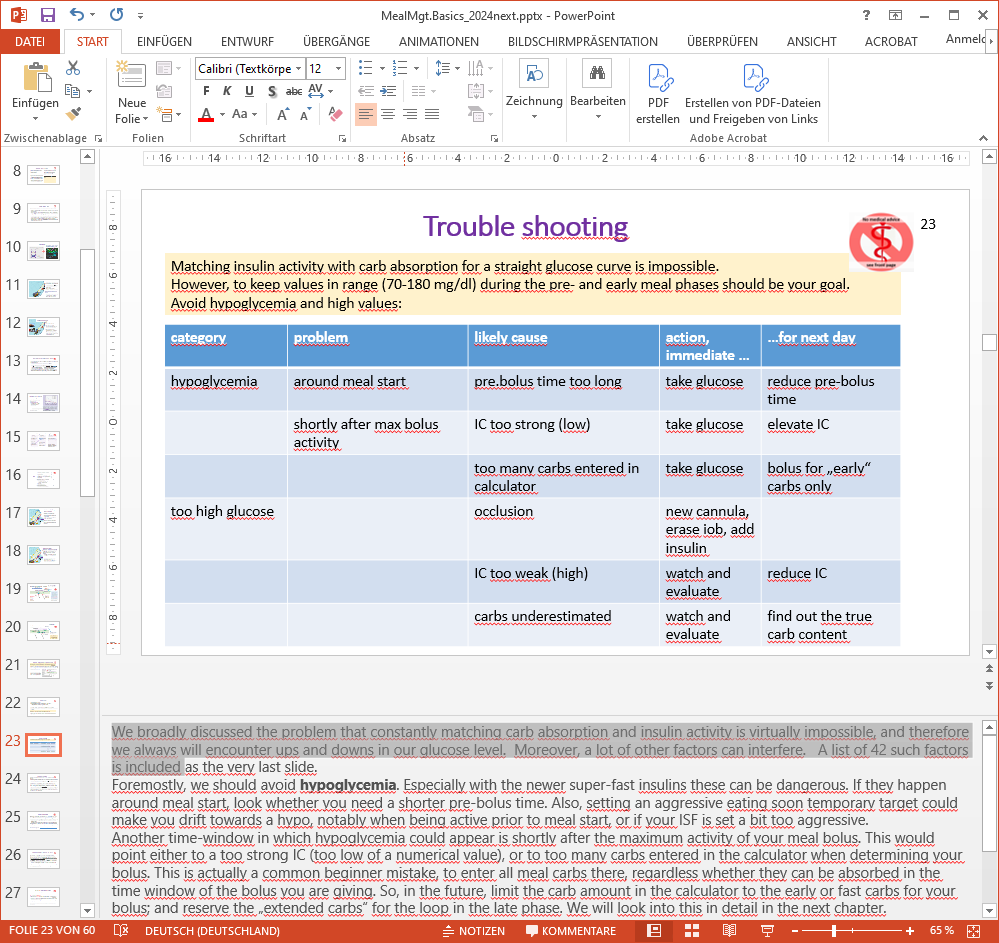 MealMgt.Basics_2024next.pptx - PowerPoint
DATEI START EINFÜGEN ENTWURF ÜBERGÄNGE ANIMATIONEN BILDSCHIRMPRÄSENTATION ÜBERPRÜFEN ANSICHT ACROBAT Anmelc
Einfügen
Zwischenablage
Neue
Folie
Folien
Calibri (Textkörpe 12
F K U S abc AV
A Aa A A
Schriftart
Absatz
Zeichnung
Bearbeiten
PDF
erstellen
Erstellen von PDF-Dateien
und Freigeben von Links
Adobe Acrobat
16 14 12 10 8 6 4 2 0 2 4 6 8 10 12 14 16
8
9
10
11
12
13
14
15
16
17
18
19
20
21
22
23
24
25
26
27
8 6 4 2 0 2 4 6 8
Trouble shooting
No medical advice
see front page
23
Matching insulin activity with carb absorption for a straight glucose curve is impossible.
However, to keep values in range (70-180 mg/dl) during the pre- and early meal phases should be your goal.
Avoid hypoglycemia and high values:
category problem likely cause action, immediate ... ...for next day
hypoglycemia around meal start pre.bolus time too long take glucose reduce pre-bolus time
shortly after max bolus activity IC too strong (low) take glucose elevate IC
too many carbs entered in calculator take glucose bolus for „early“ carbs only
too high glucose occlusion new cannula, erase iob, add insulin
IC too weak (high) watch and evaluate reduce IC
carbs underestimated watch and evaluate find out the true carb content
We broadly discussed the problem that constantly matching carb absorption and insulin activity is virtually impossible, and therefore
we always will encounter ups and downs in our glucose level. Moreover, a lot of other factors can interfere. A list of 42 such factors
is included as the very last slide.
Foremostly, we should avoid hypoglycemia. Especially with the newer super-fast insulins these can be dangerous. If they happen
around meal start, look whether you need a shorter pre-bolus time. Also, setting an aggressive eating soon temporary target could
make you drift towards a hypo, notably when being active prior to meal start, or if your ISF is set a bit too aggressive.
Another time-window in which hypoglycemia could appear is shortly after the maximum activity of your meal bolus. This would
point either to a too strong IC (too low of a numerical value), or to too many carbs entered in the calculator when determining your
bolus. This is actually a common beginner mistake, to enter all meal carbs there, regardless whether they can be absorbed in the
time window of the bolus you are giving. So, in the future, limit the carb amount in the calculator to the early or fast carbs for your
bolus; and reserve the „extended carbs“ for the loop in the late phase. We will look into this in detail in the next chapter.
FOLIE 23 VON 60 DEUTSCH (DEUTSCHLAND) NOTIZEN KOMMENTARE 65 %